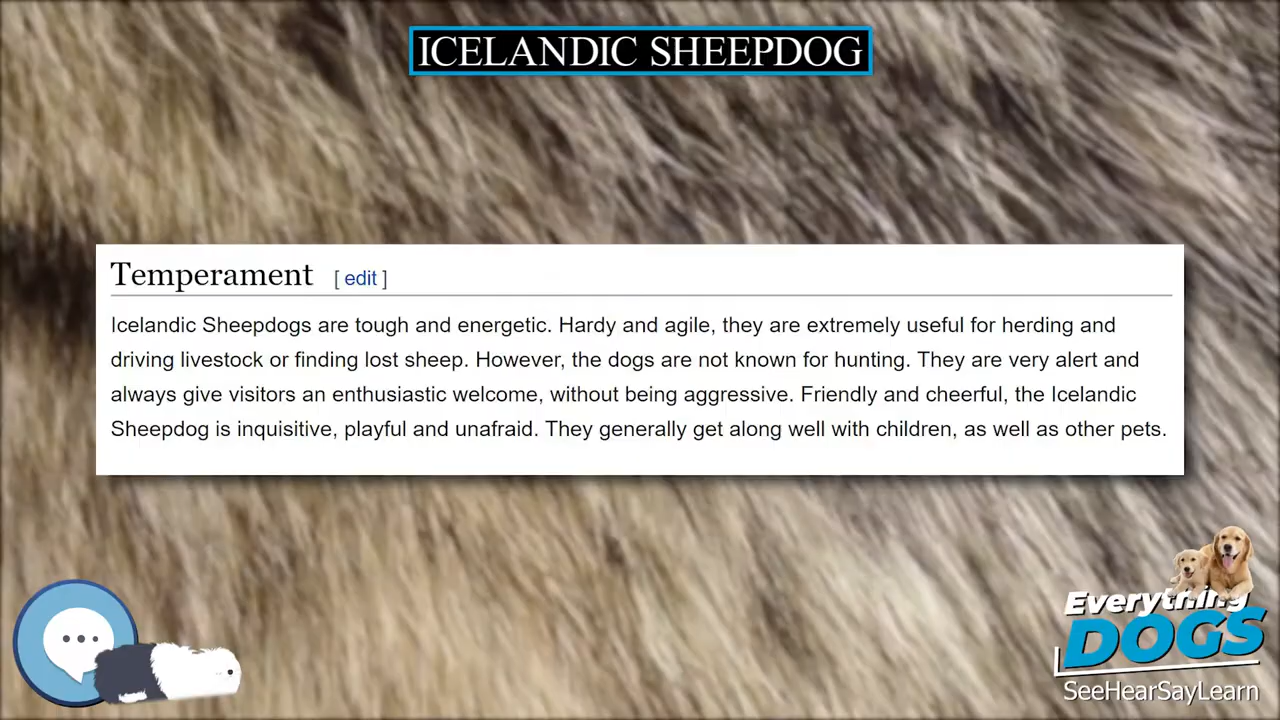 ICELANDIC SHEEPDOG
Temperament [ edit ]
Icelandic Sheepdogs are tough and energetic. Hardy and agile, they are extremely useful for herding and
driving livestock or finding lost sheep. However, the dogs are not known for hunting. They are very alert and
always give visitors an enthusiastic welcome, without being aggressive. Friendly and cheerful, the Icelandic
Sheepdog is inquisitive, playful and unafraid. They generally get along well with children, as well as other pets.
Everything
DOGS
SeeHearSayLearn